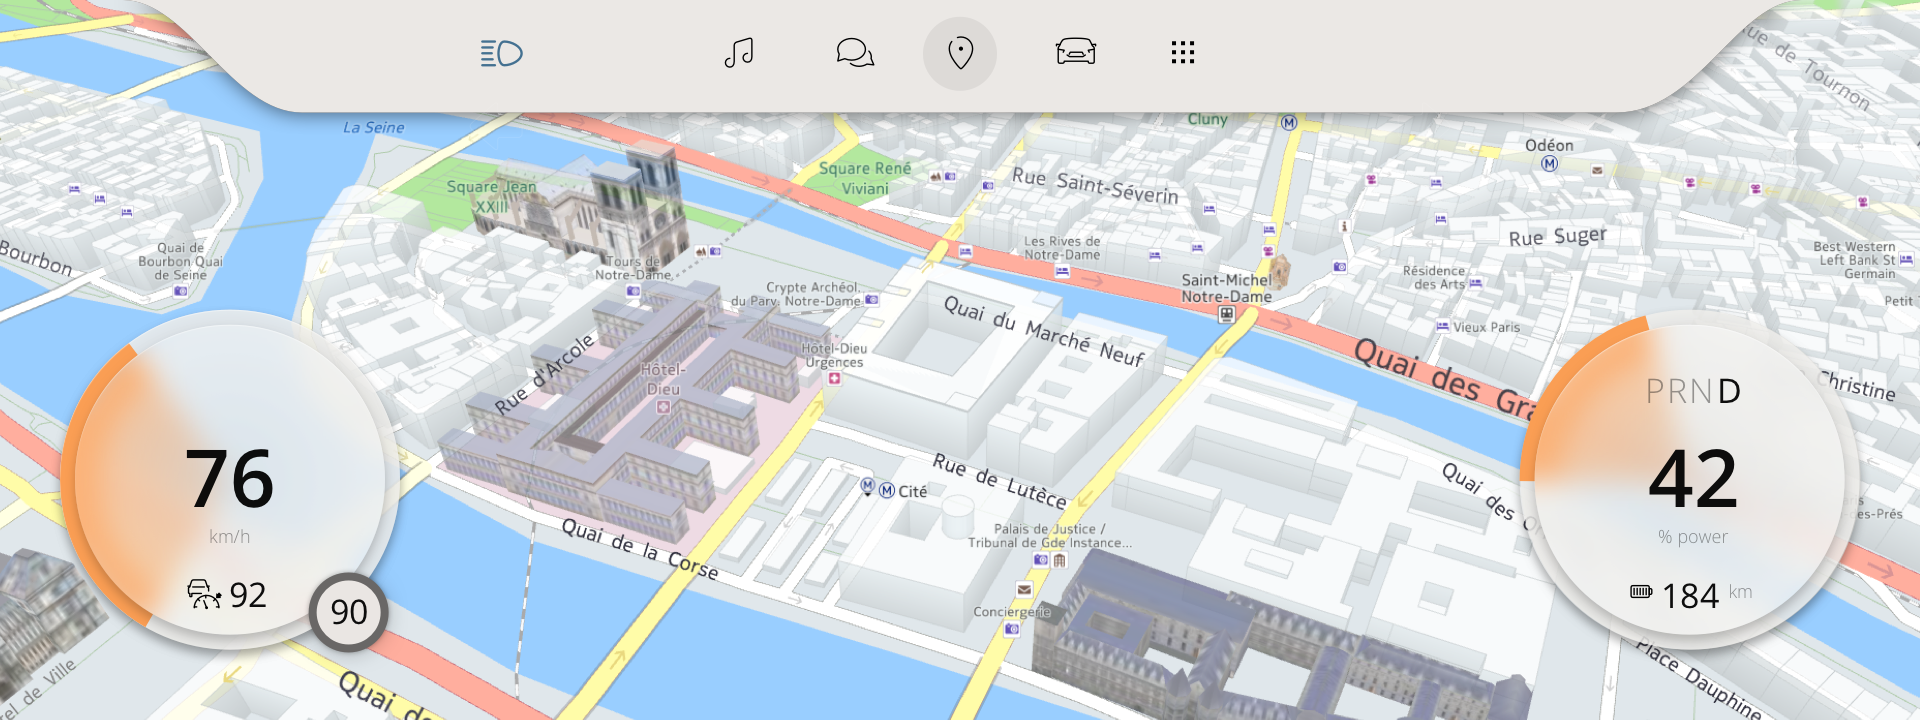 Rue de Tournon
La Seine
Cluny
M
Odéon
M
Square René
Viviani
Square Jean
XXIII
Rue Saint-Séverin
Bourbon
Quai de
Bourbon Quai
de Seine
Les Rives de
Notre-Dame
Rue Suger
Best Western
Left Bank St
Germain
Tours de
Notre-Dame
Crypte Archéol.
du Parv. Notre-Dame
Saint-Michel
Notre-Dame
Résidence
des Arts
Petit
Quai du Marché Neuf
Vieux Paris
Rue d'Arcole
Hôtel-Dieu
Urgences
Hôtel-
Dieu
Quai des Gra
Christine
PRND
76
km/h
92
90
42
% power
184 km
Rue de Lutèce
M M Cité
Quai des O
es-Prés
Quai de la Corse
Palais de Justice /
Tribunal de Gde Instance...
Conciergerie
Place Dauphine
el de Ville
Quai de